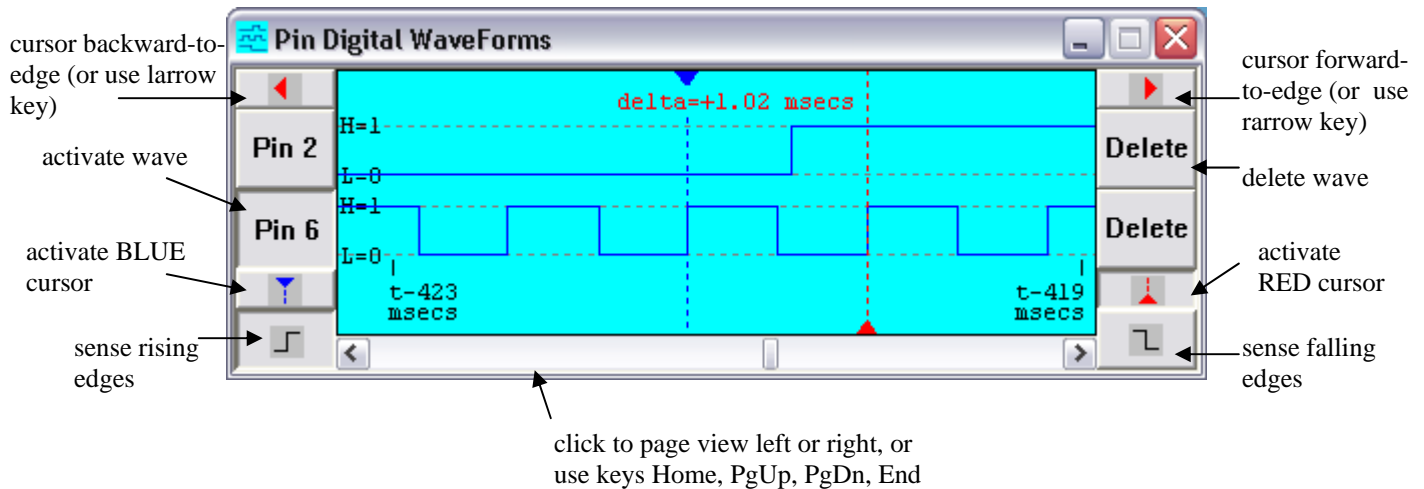 Pin Digital WaveForms
cursor backward-to-
edge (or use larrow
key)
activate wave
activate BLUE
cursor
sense rising
edges
Pin 2
Pin 6
delta=+1.02 msecs
H=1
L=0
H=1
L=0
t-423
msecs
t-419
msecs
Delete
Delete
cursor forward-
to-edge (or use
rarrow key)
delete wave
activate
RED cursor
sense falling
edges
click to page view left or right, or
use keys Home, PgUp, PgDn, End